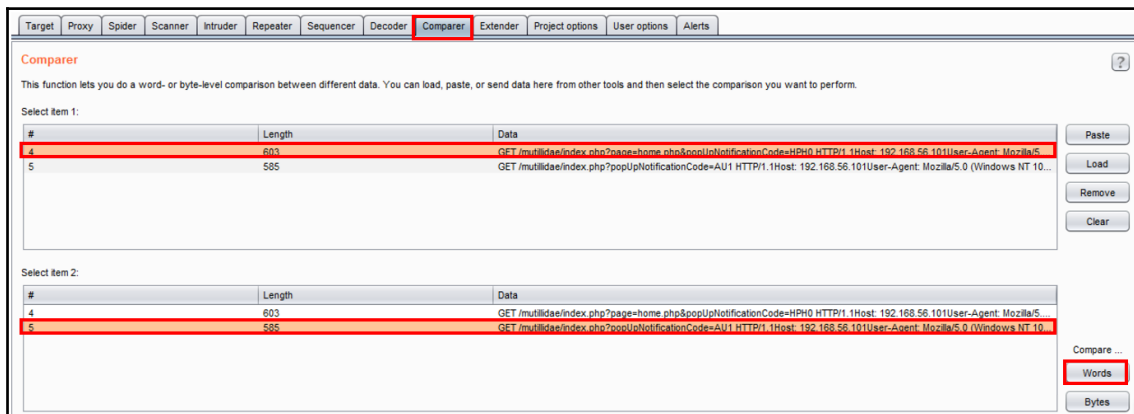 Target Proxy Spider Scanner Intruder Repeater Sequencer Decoder Comparer Extender Project options User options Alerts
Comparer
?
This function lets you do a word- or byte-level comparison between different data. You can load, paste, or send data here from other tools and then select the comparison you want to perform.
Select item 1:
# Length Data
Paste
4 603 GET /mutillidae/index.php?page=home.php&popUpNotificationCode=HPH0 HTTP/1.1Host: 192.168.56.101User-Agent: Mozilla/5....
5 585 GET /mutillidae/index.php?popUpNotificationCode=AU1 HTTP/1.1Host: 192.168.56.101User-Agent: Mozilla/5.0 (Windows NT 10...
Load
Remove
Clear
Select item 2:
# Length Data
4 603 GET /mutillidae/index.php?page=home.php&popUpNotificationCode=HPH0 HTTP/1.1Host: 192.168.56.101User-Agent: Mozilla/5....
5 585 GET /mutillidae/index.php?popUpNotificationCode=AU1 HTTP/1.1Host: 192.168.56.101User-Agent: Mozilla/5.0 (Windows NT 10...
Compare ...
Words
Bytes